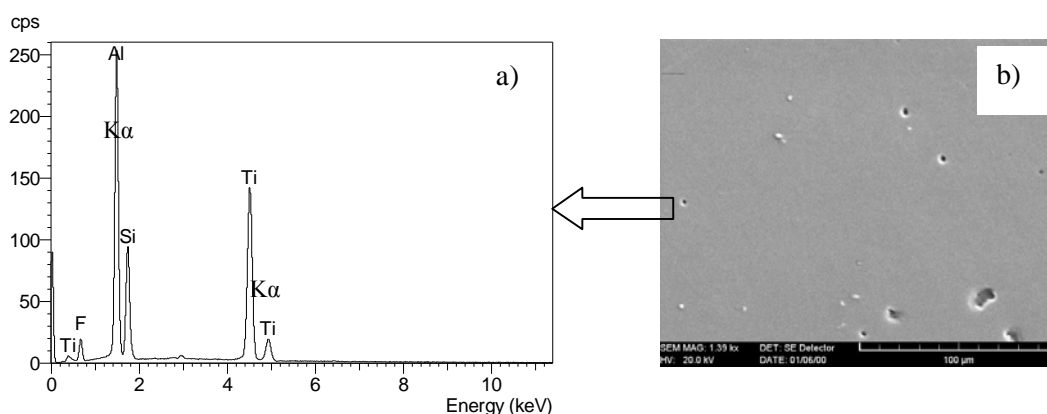 cps
250
200
150
100
50
0
0 2 4 6 8 10
Energy (keV)
Al
Kα
Si
Ti
F
Ti
Kα
Ti
a)
b)
SEM MAG: 1.39 kx DET: SE Detector
HV: 20.0 kV DATE: 01/06/00 100 µm